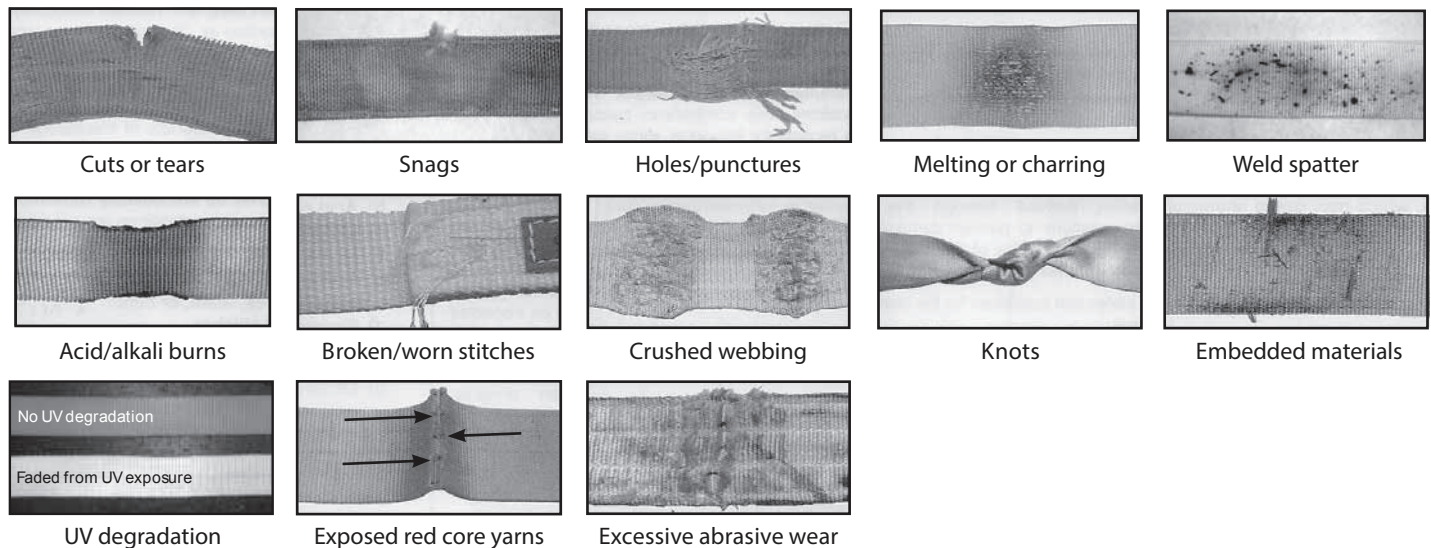 Cuts or tears
Snags
Holes/punctures
Melting or charring
Weld spatter
Acid/alkali burns
Broken/worn stitches
Crushed webbing
Knots
Embedded materials
No UV degradation
Faded from UV exposure
UV degradation
Exposed red core yarns
Excessive abrasive wear